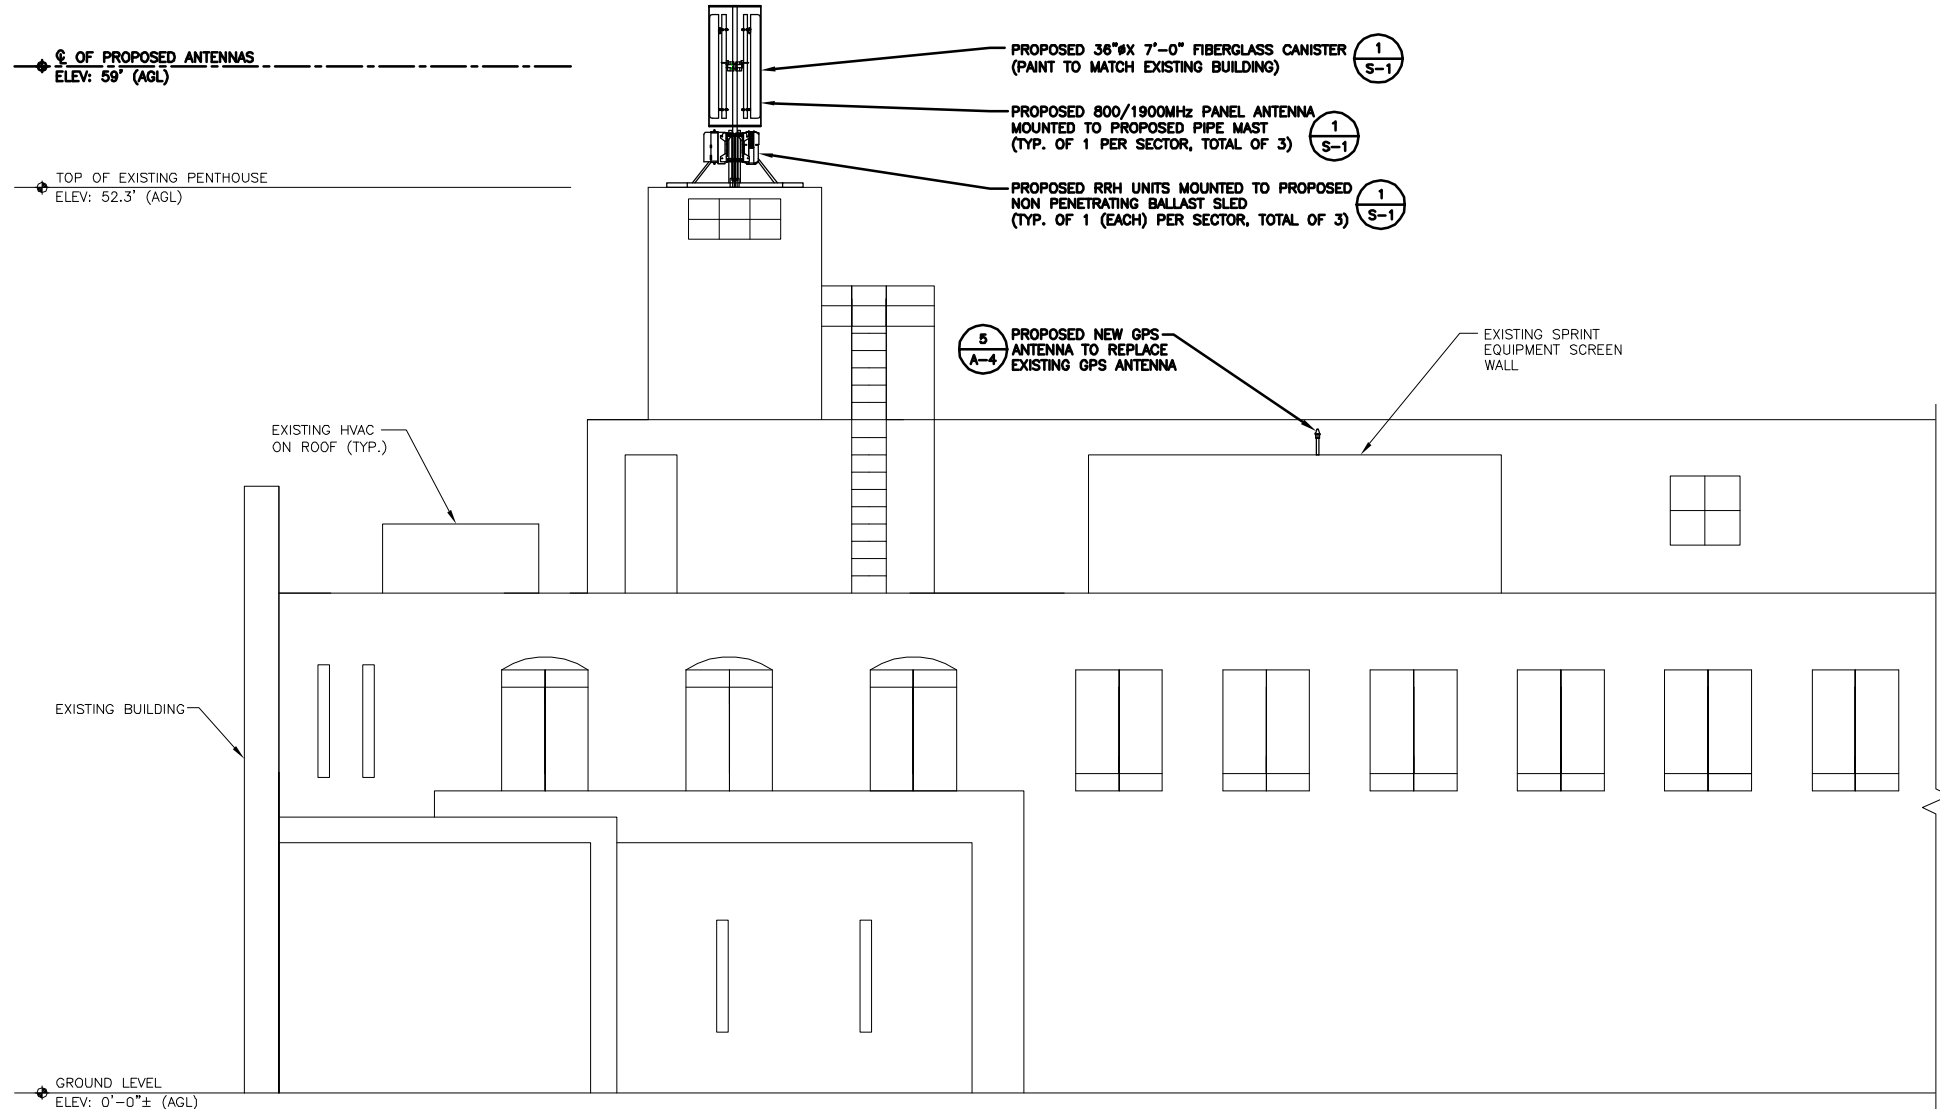 ℄ OF PROPOSED ANTENNAS
ELEV: 59' (AGL)
TOP OF EXISTING PENTHOUSE
ELEV: 52.3' (AGL)
PROPOSED 36"øX 7'-0" FIBERGLASS CANISTER
(PAINT TO MATCH EXISTING BUILDING)
1
S-1
PROPOSED 800/1900MHz PANEL ANTENNA
MOUNTED TO PROPOSED PIPE MAST
(TYP. OF 1 PER SECTOR, TOTAL OF 3)
1
S-1
PROPOSED RRH UNITS MOUNTED TO PROPOSED
NON PENETRATING BALLAST SLED
(TYP. OF 1 (EACH) PER SECTOR, TOTAL OF 3)
1
S-1
5
A-4
PROPOSED NEW GPS
ANTENNA TO REPLACE
EXISTING GPS ANTENNA
EXISTING SPRINT
EQUIPMENT SCREEN
WALL
EXISTING HVAC
ON ROOF (TYP.)
EXISTING BUILDING
GROUND LEVEL
ELEV: 0'-0"± (AGL)